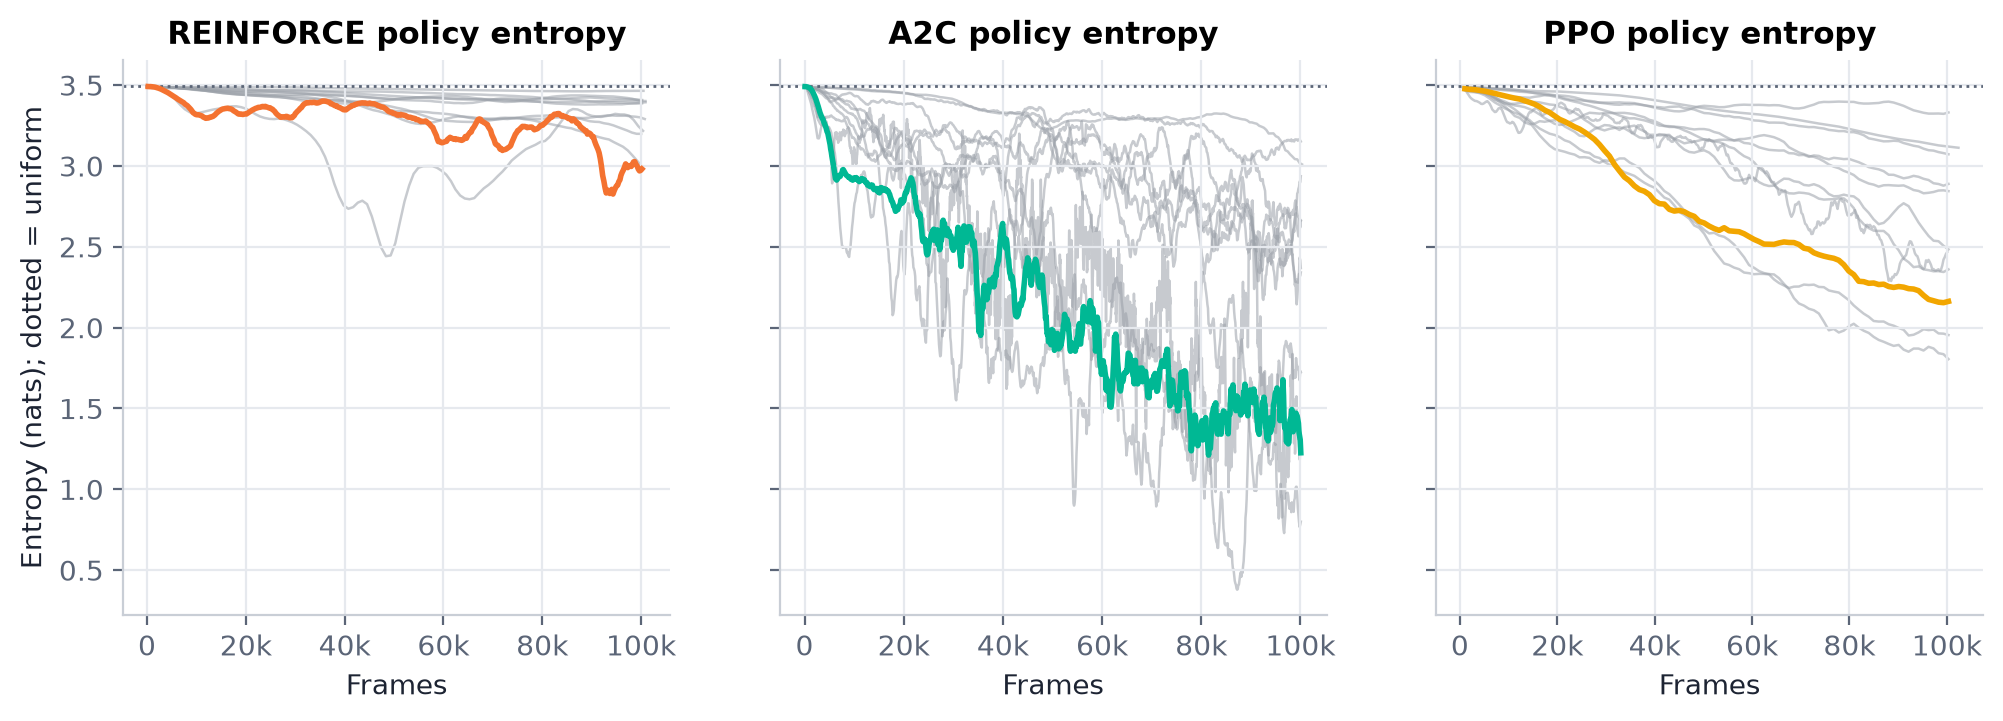 REINFORCE policy entropy
A2C policy entropy
PPO policy entropy
Entropy (nats); dotted = uniform
3.5
3.0
2.5
2.0
1.5
1.0
0.5
0 20k 40k 60k 80k 100k
0 20k 40k 60k 80k 100k
0 20k 40k 60k 80k 100k
Frames
Frames
Frames